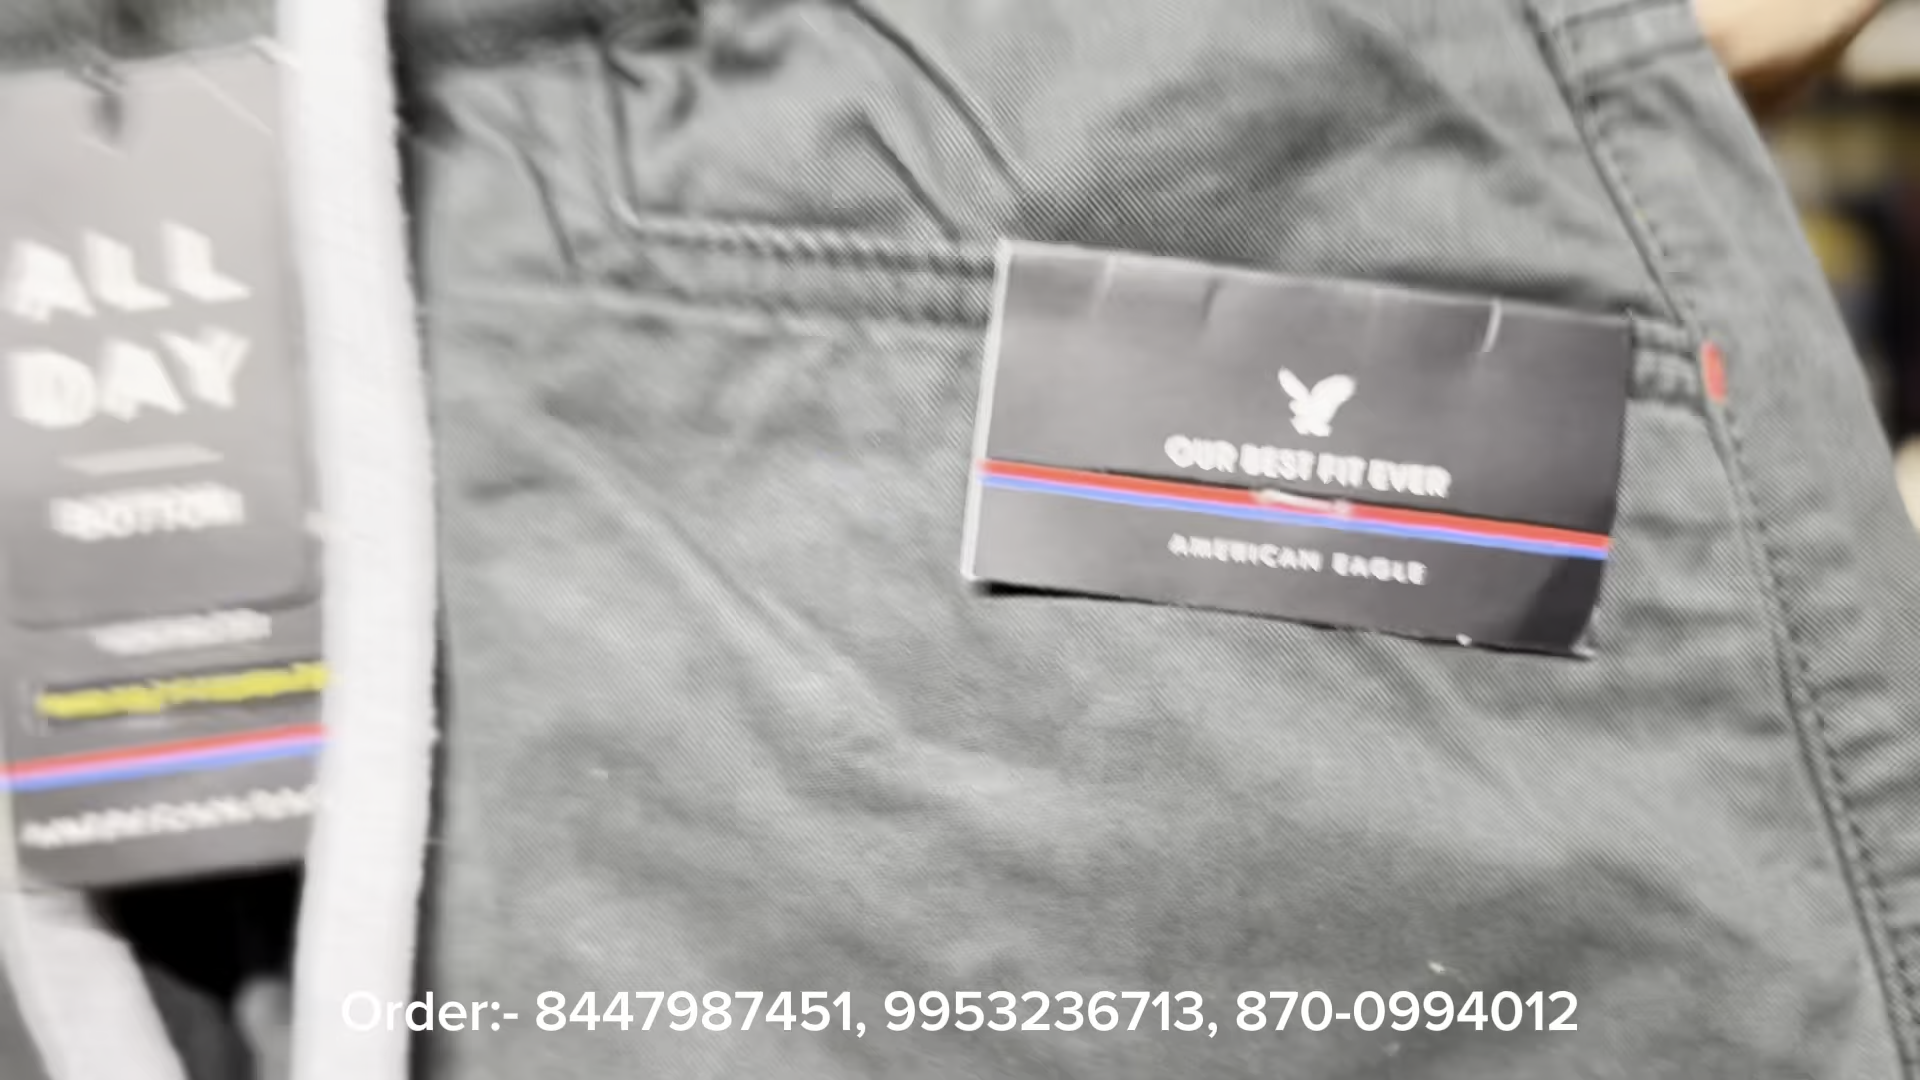 ALL
DAY
BOTTOM
OUR BEST FIT EVER
AMERICAN EAGLE
Order:- 8447987451, 9953236713, 870-0994012